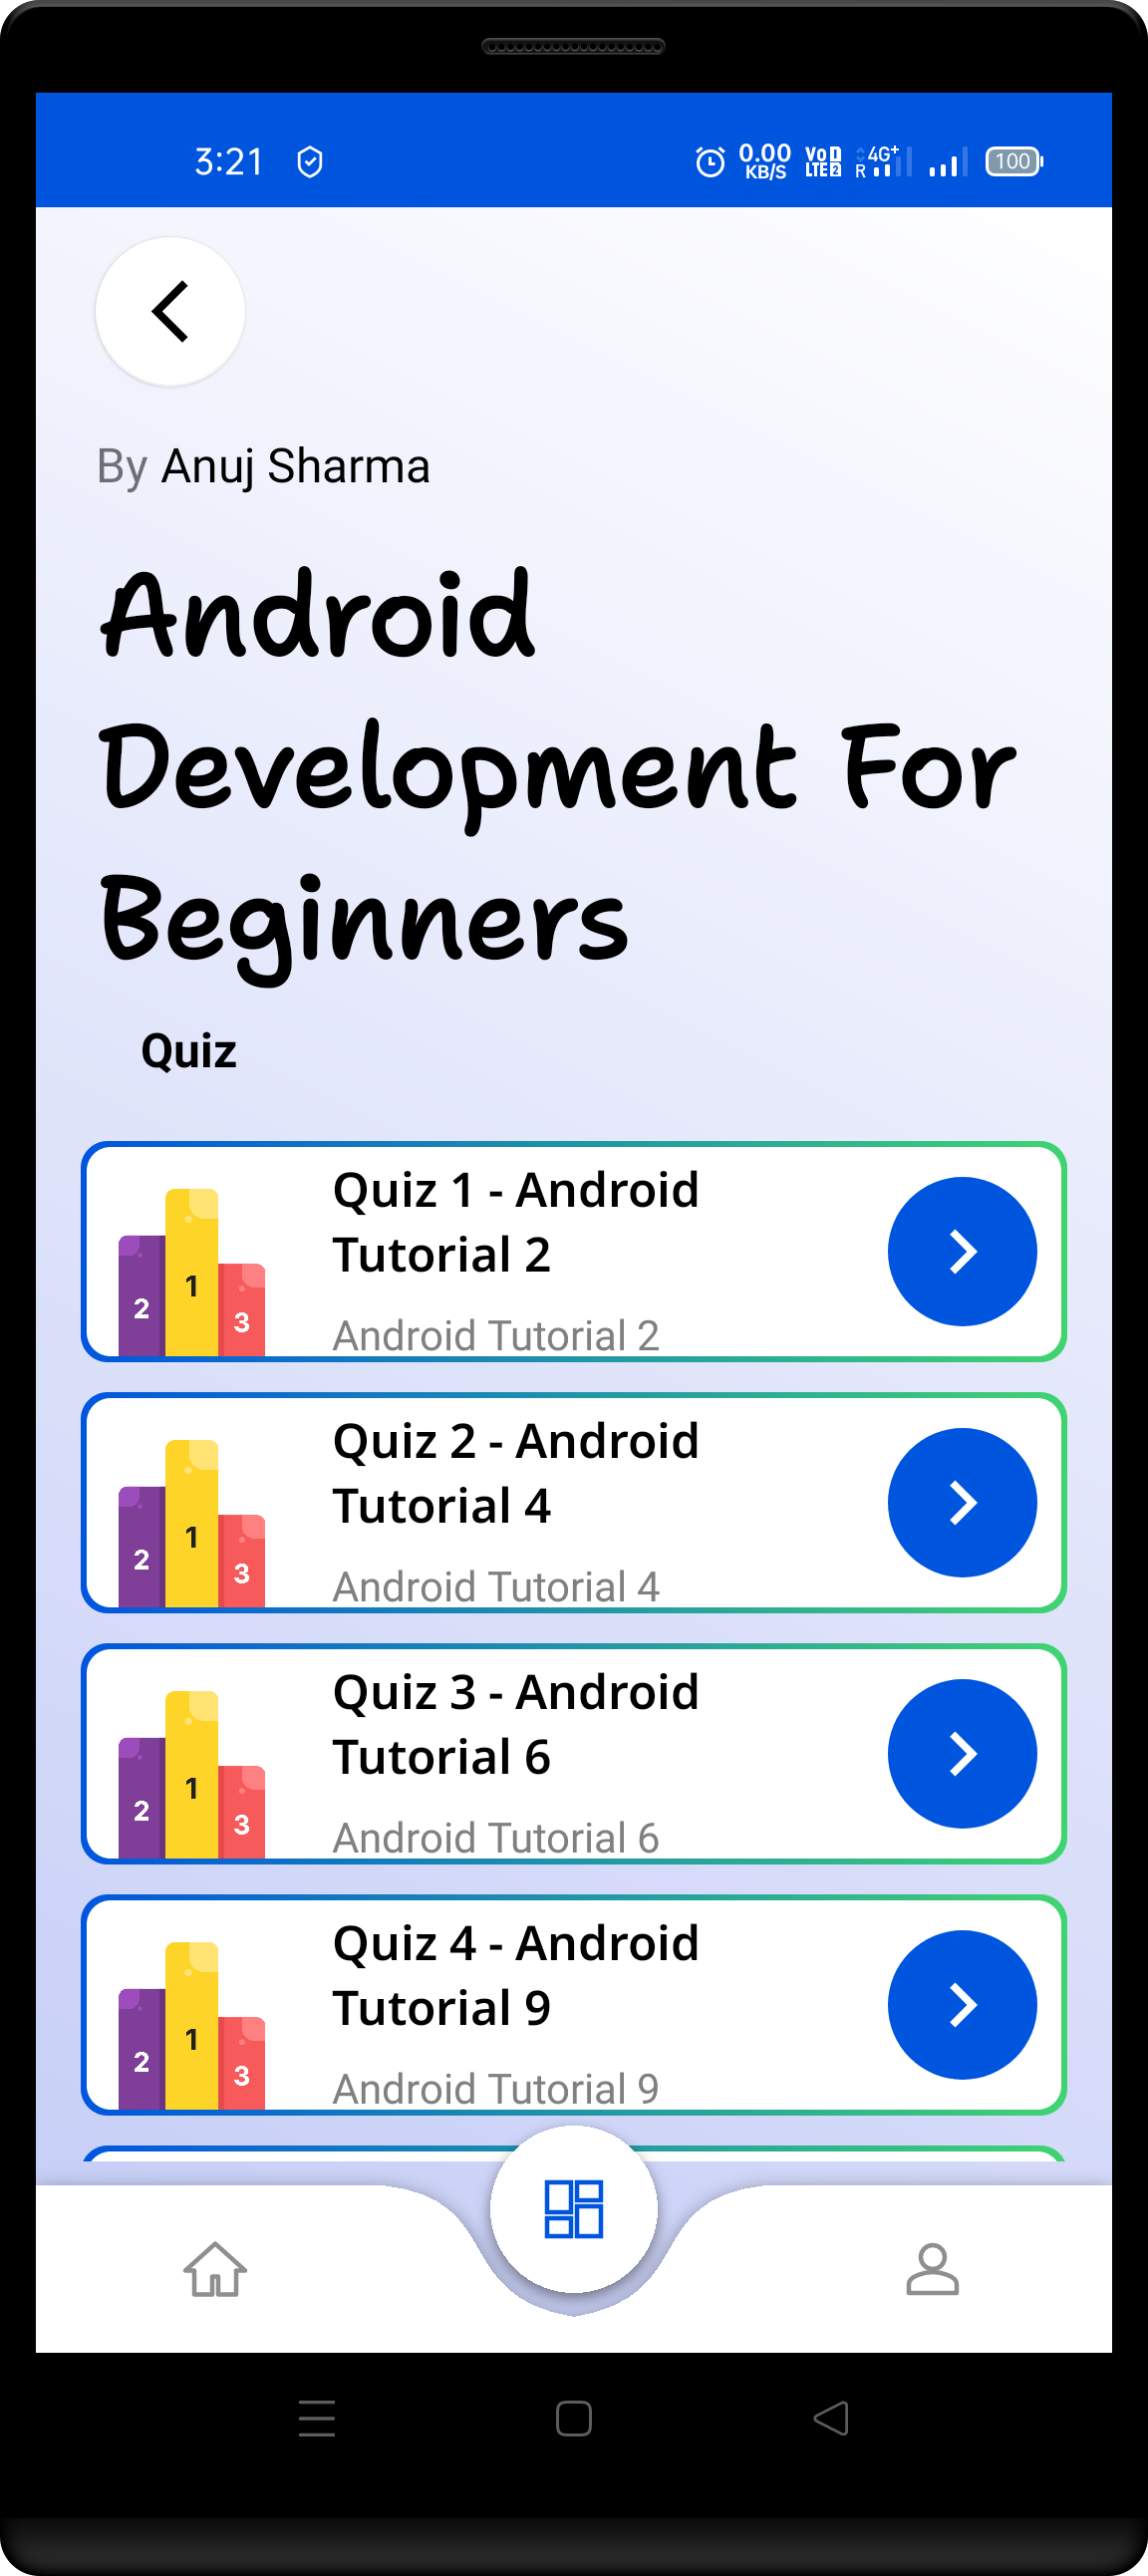 3:21 0.00 KB/S VoD LTE2 R 4G+ 100
By Anuj Sharma
Android
Development For
Beginners
Quiz
2 1 3
Quiz 1 - Android
Tutorial 2
Android Tutorial 2
2 1 3
Quiz 2 - Android
Tutorial 4
Android Tutorial 4
2 1 3
Quiz 3 - Android
Tutorial 6
Android Tutorial 6
2 1 3
Quiz 4 - Android
Tutorial 9
Android Tutorial 9